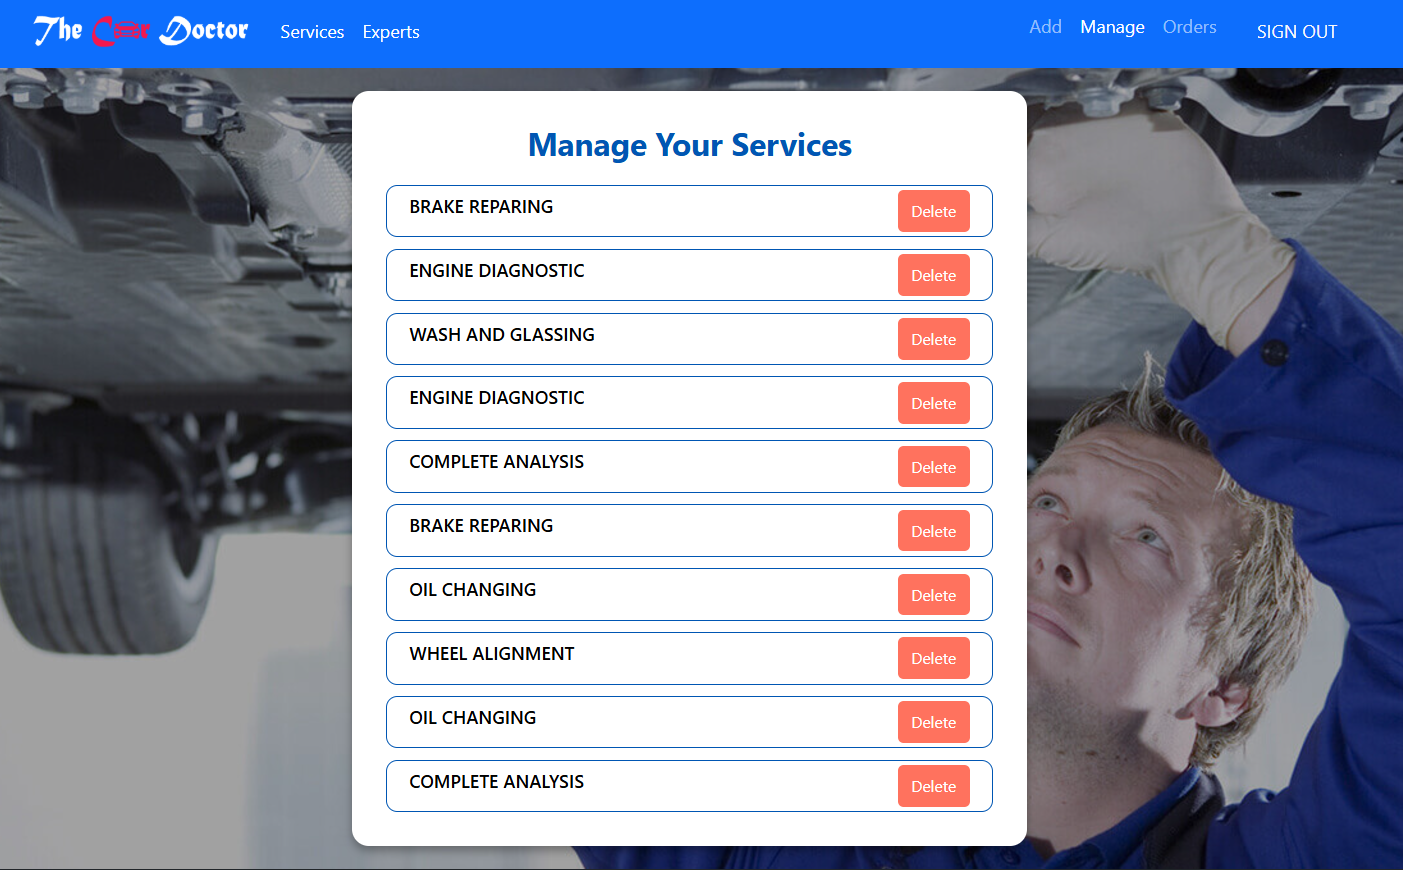 The Car Doctor Services Experts Add Manage Orders SIGN OUT
Manage Your Services
BRAKE REPARING Delete
ENGINE DIAGNOSTIC Delete
WASH AND GLASSING Delete
ENGINE DIAGNOSTIC Delete
COMPLETE ANALYSIS Delete
BRAKE REPARING Delete
OIL CHANGING Delete
WHEEL ALIGNMENT Delete
OIL CHANGING Delete
COMPLETE ANALYSIS Delete